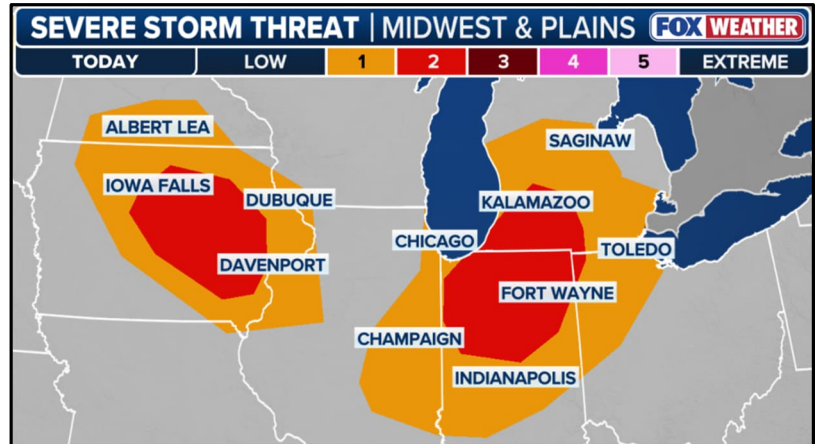 SEVERE STORM THREAT | MIDWEST & PLAINS FOX WEATHER
TODAY LOW 1 2 3 4 5 EXTREME
ALBERT LEA
SAGINAW
IOWA FALLS
DUBUQUE
KALAMAZOO
CHICAGO
TOLEDO
DAVENPORT
FORT WAYNE
CHAMPAIGN
INDIANAPOLIS